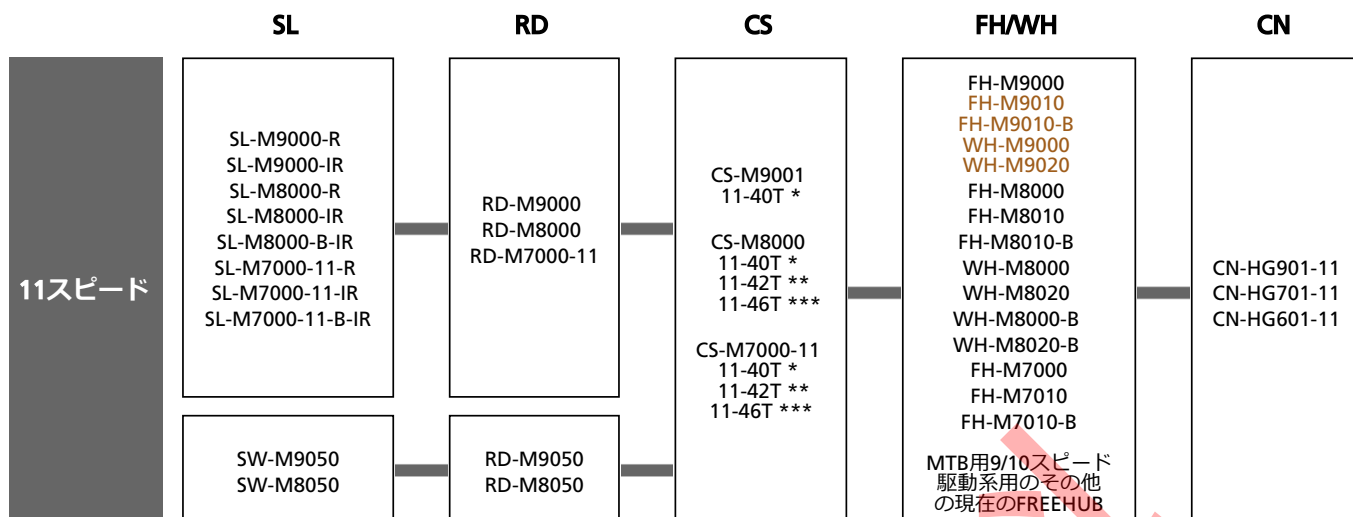 SL
RD
CS
FH/WH
CN
11スピード
SL-M9000-R
SL-M9000-IR
SL-M8000-R
SL-M8000-IR
SL-M8000-B-IR
SL-M7000-11-R
SL-M7000-11-IR
SL-M7000-11-B-IR
RD-M9000
RD-M8000
RD-M7000-11
SW-M9050
SW-M8050
RD-M9050
RD-M8050
CS-M9001
11-40T *
CS-M8000
11-40T *
11-42T **
11-46T ***
CS-M7000-11
11-40T *
11-42T **
11-46T ***
FH-M9000
FH-M9010
FH-M9010-B
WH-M9000
WH-M9020
FH-M8000
FH-M8010
FH-M8010-B
WH-M8000
WH-M8020
WH-M8000-B
WH-M8020-B
FH-M7000
FH-M7010
FH-M7010-B
MTB用9/10スピード
駆動系用のその他
の現在のFREEHUB
CN-HG901-11
CN-HG701-11
CN-HG601-11